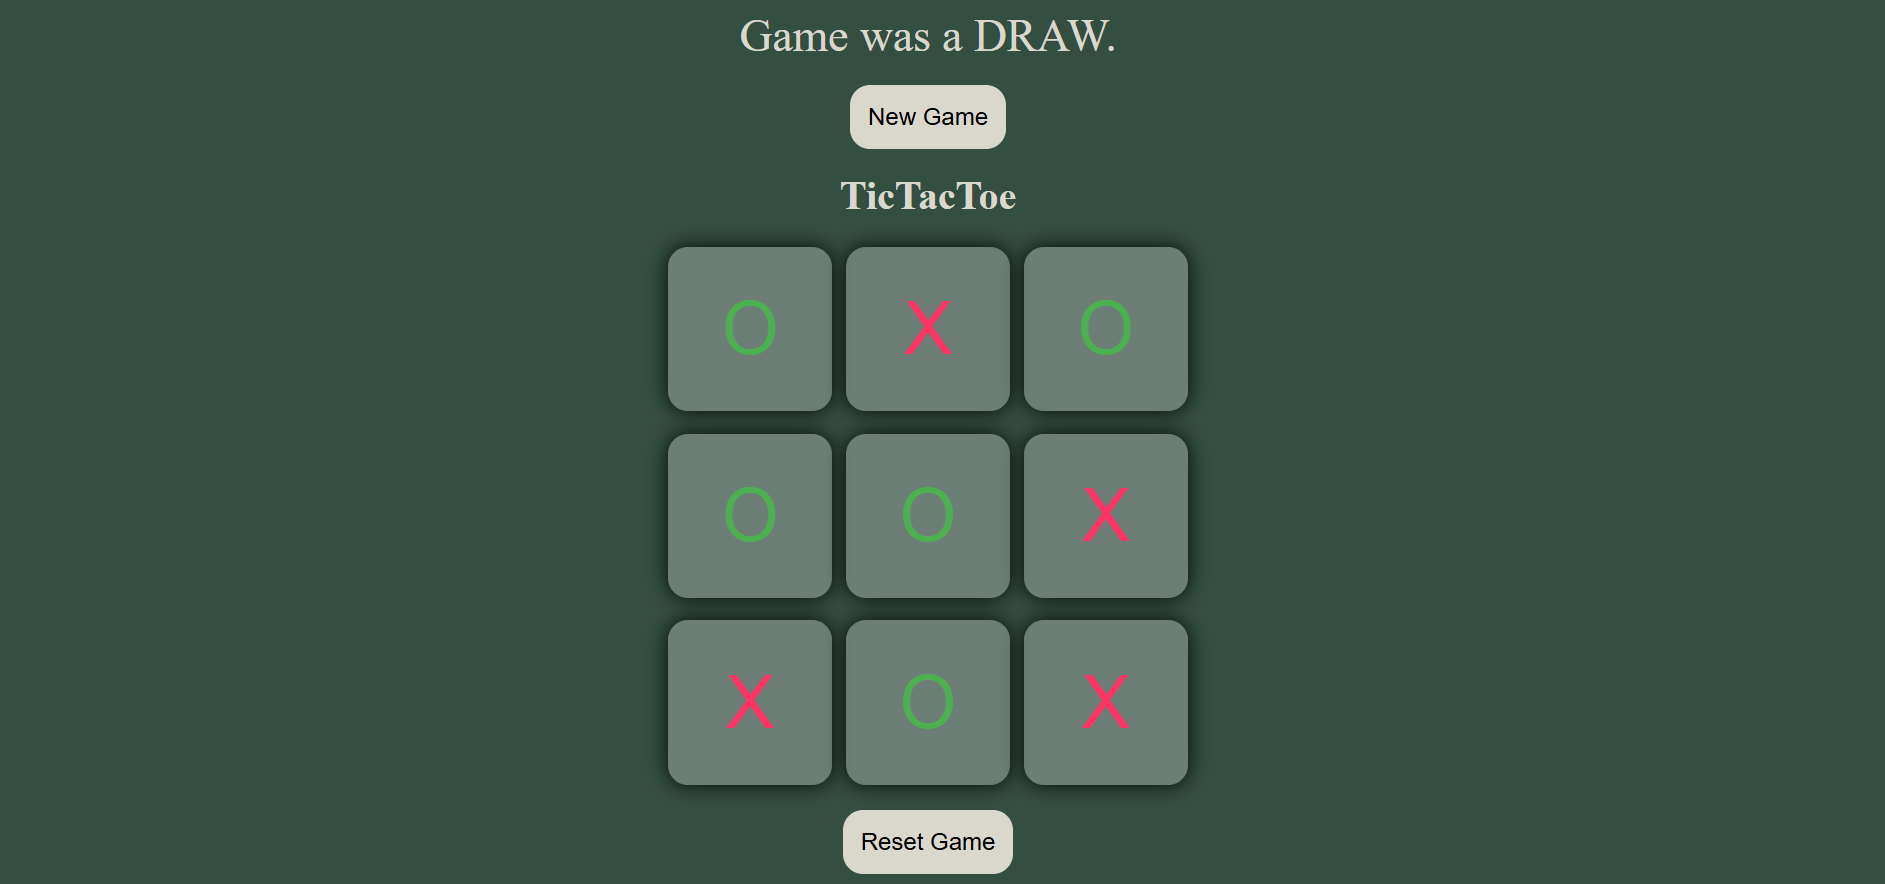 Game was a DRAW.
New Game
TicTacToe
O X O
O O X
X O X
Reset Game